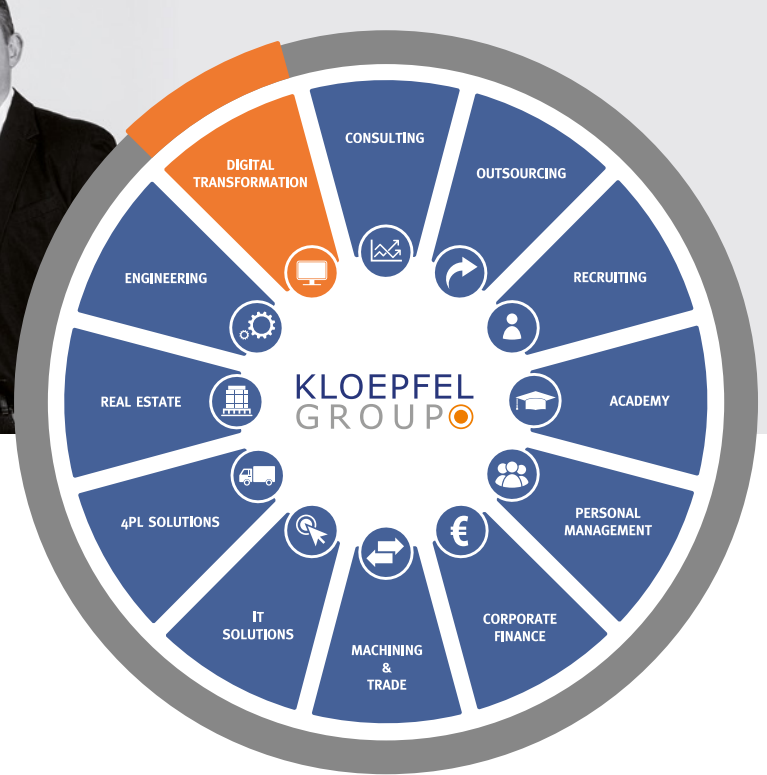 CONSULTING
OUTSOURCING
RECRUITING
ACADEMY
PERSONAL
MANAGEMENT
CORPORATE
FINANCE
MACHINING
&
TRADE
IT
SOLUTIONS
4PL SOLUTIONS
REAL ESTATE
ENGINEERING
DIGITAL
TRANSFORMATION
KLOEPFEL
GROUP